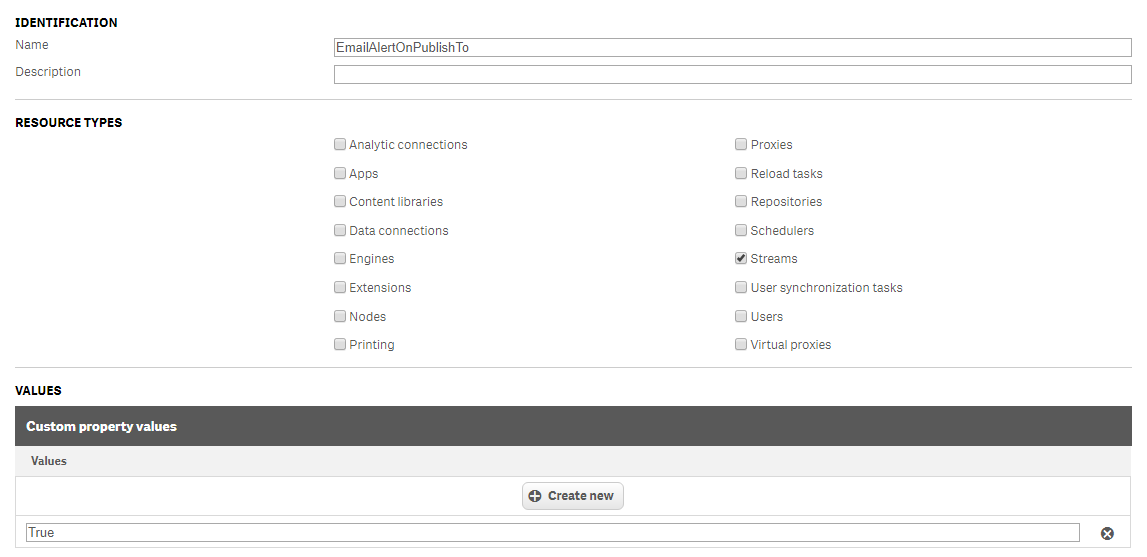 IDENTIFICATION
Name
EmailAlertOnPublishTo
Description
RESOURCE TYPES
Analytic connections
Proxies
Apps
Reload tasks
Content libraries
Repositories
Data connections
Schedulers
Engines
Streams
Extensions
User synchronization tasks
Nodes
Users
Printing
Virtual proxies
VALUES
Custom property values
Values
Create new
True